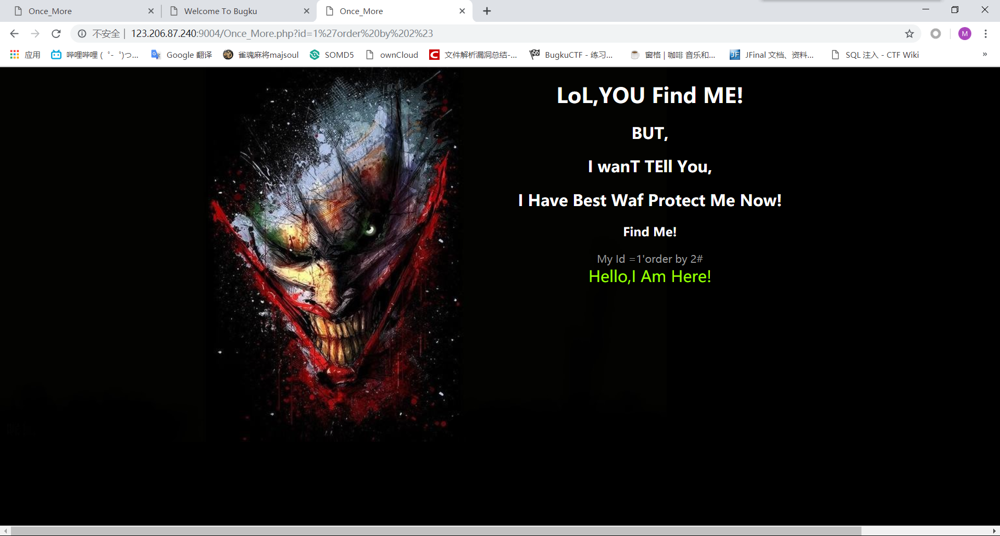 Once_More
Welcome To Bugku
Once_More
不安全 | 123.206.87.240:9004/Once_More.php?id=1%27order%20by%202%23
M
应用
哔哩哔哩 ( ゜- ゜)つ...
Google 翻译
雀魂麻将majsoul
SOMD5
ownCloud
文件解析漏洞总结-...
BugkuCTF - 练习...
窗格 | 咖啡 音乐和...
JFinal 文档、资料...
SQL 注入 - CTF Wiki
»
LoL,YOU Find ME!
BUT,
I wanT TEll You,
I Have Best Waf Protect Me Now!
Find Me!
My Id =1'order by 2#
Hello,I Am Here!